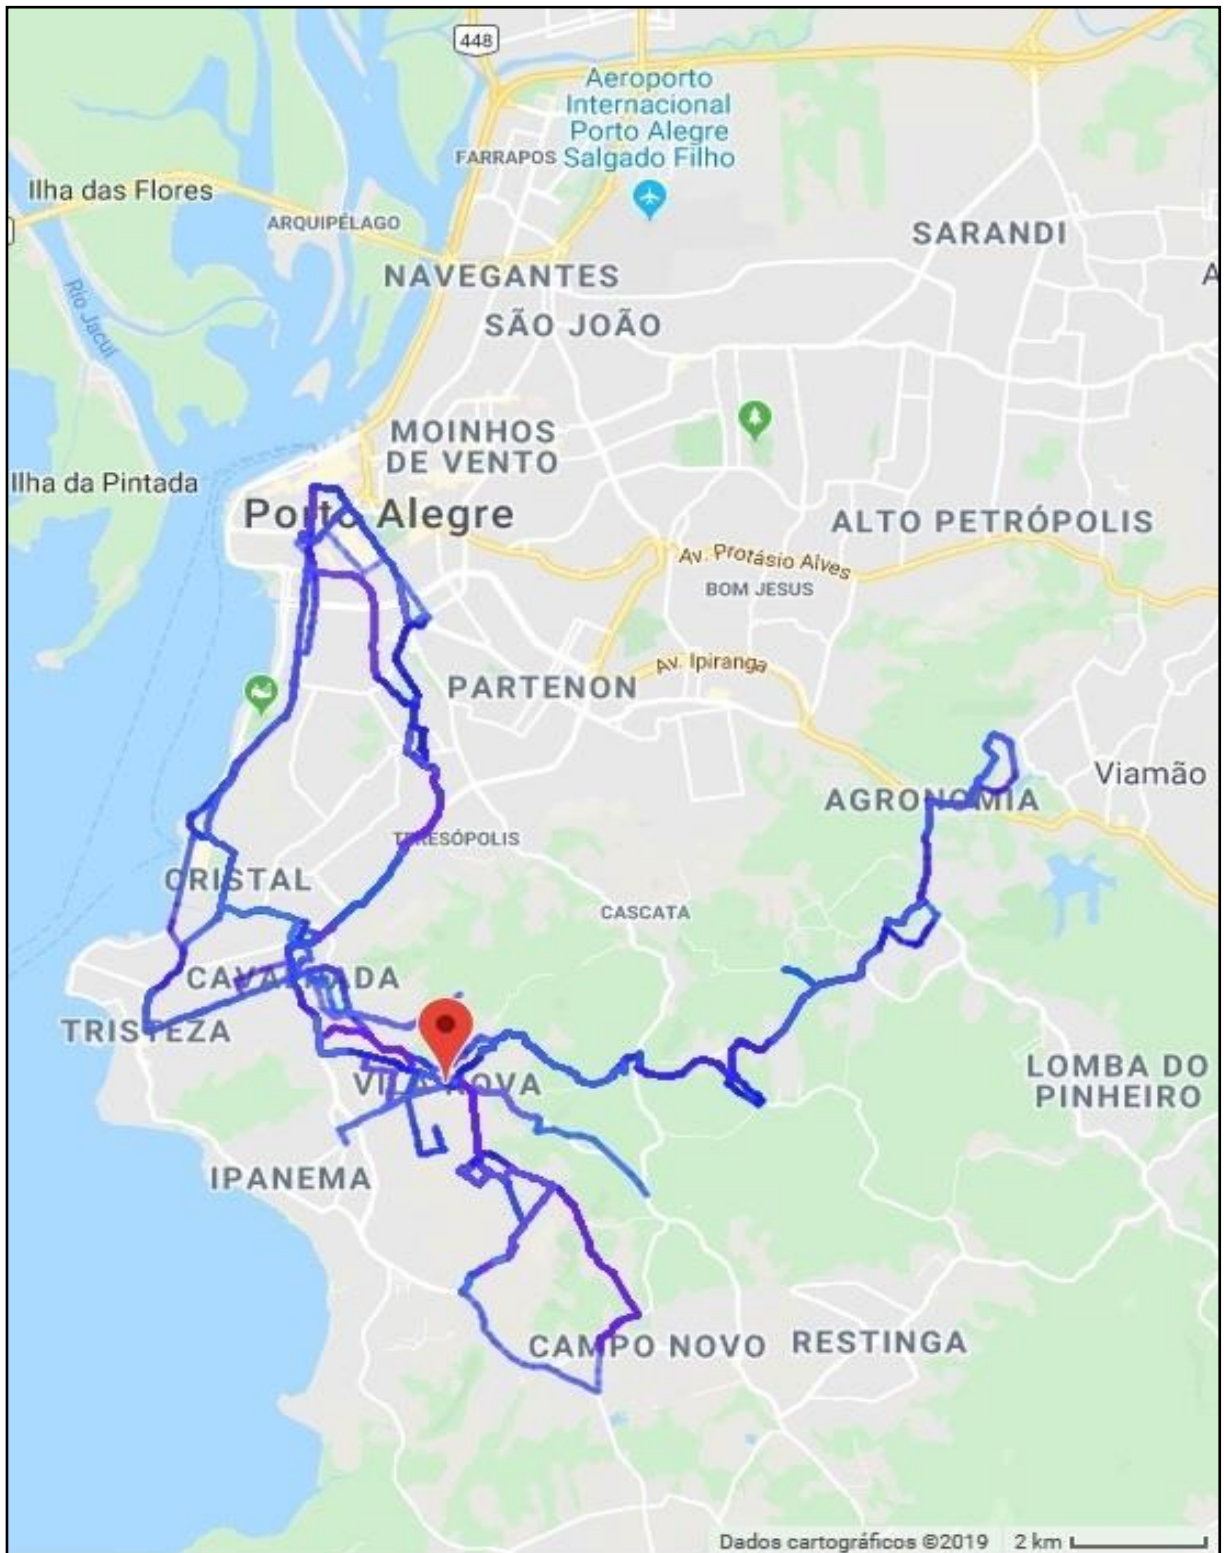 448
Aeroporto
Internacional
Porto Alegre
Salgado Filho
FARRAPOS
Ilha das Flores
ARQUIPÉLAGO
SARANDI
NAVEGANTES
A
Rio Jacuí
SÃO JOÃO
MOINHOS
DE VENTO
Ilha da Pintada
Porto Alegre
ALTO PETRÓPOLIS
Av. Protásio Alves
BOM JESUS
Av. Ipiranga
PARTENON
Viamão
AGRONOMIA
TERESÓPOLIS
CRISTAL
CASCATA
CAVALHADA
TRISTEZA
VILA NOVA
LOMBA DO
PINHEIRO
IPANEMA
CAMPO NOVO
RESTINGA
Dados cartográficos ©2019
2 km